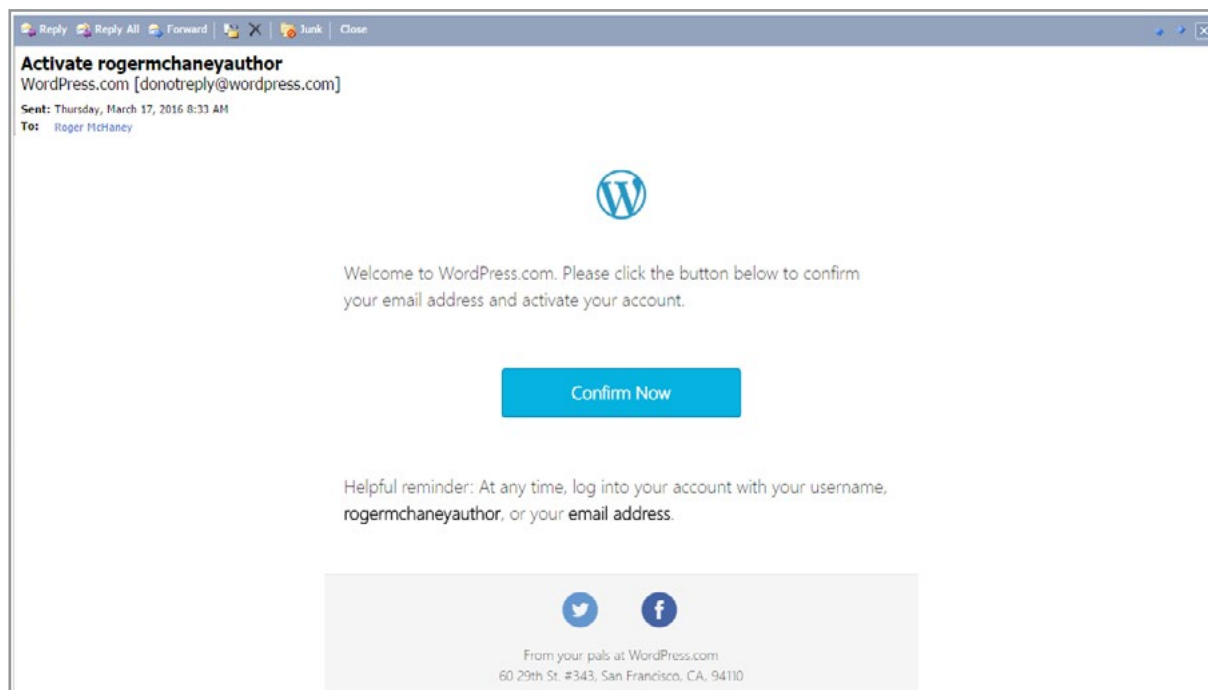 Reply Reply All Forward Junk Close
Activate rogermchaneyauthor
WordPress.com [donotreply@wordpress.com]
Sent: Thursday, March 17, 2016 8:33 AM
To: Roger McHaney
W
Welcome to WordPress.com. Please click the button below to confirm
your email address and activate your account.
Confirm Now
Helpful reminder: At any time, log into your account with your username,
rogermchaneyauthor, or your email address.
From your pals at WordPress.com
60 29th St. #343, San Francisco, CA, 94110